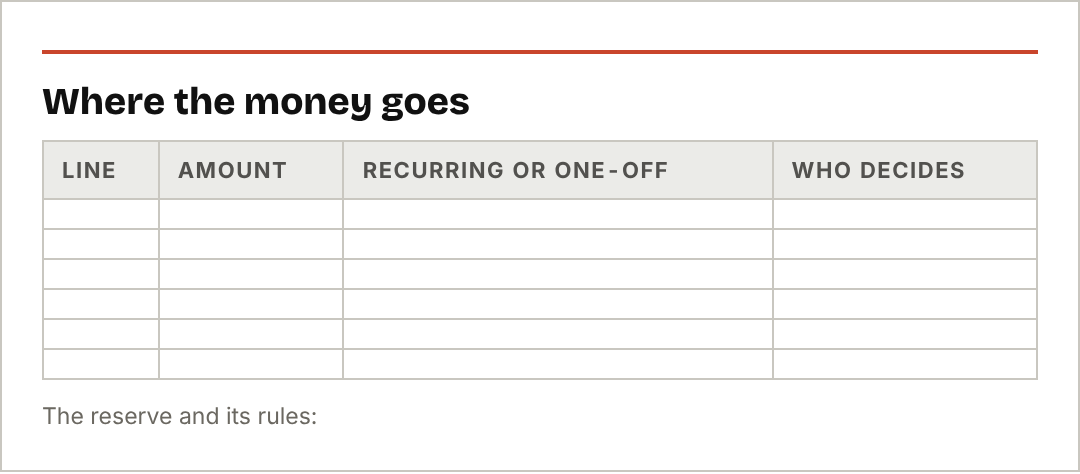 Where the money goes
LINE AMOUNT RECURRING OR ONE-OFF WHO DECIDES
The reserve and its rules: